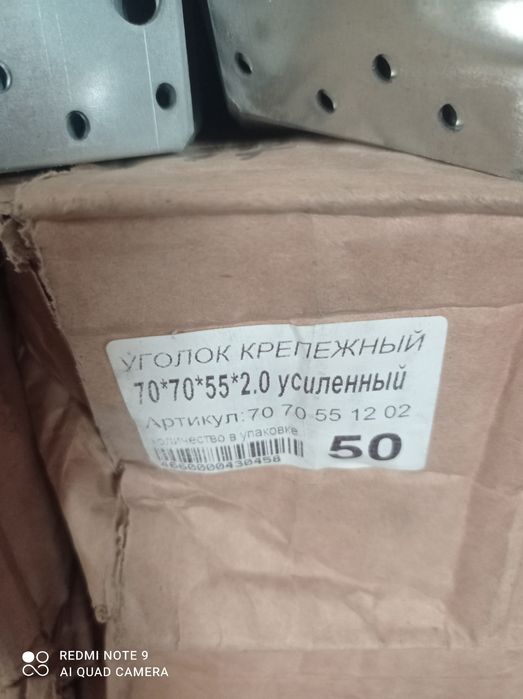 УГОЛОК КРЕПЕЖНЫЙ
70*70*55*2.0 усиленный
Артикул:70 70 55 12 02
количество в упаковке 50
4660000430458
REDMI NOTE 9
AI QUAD CAMERA